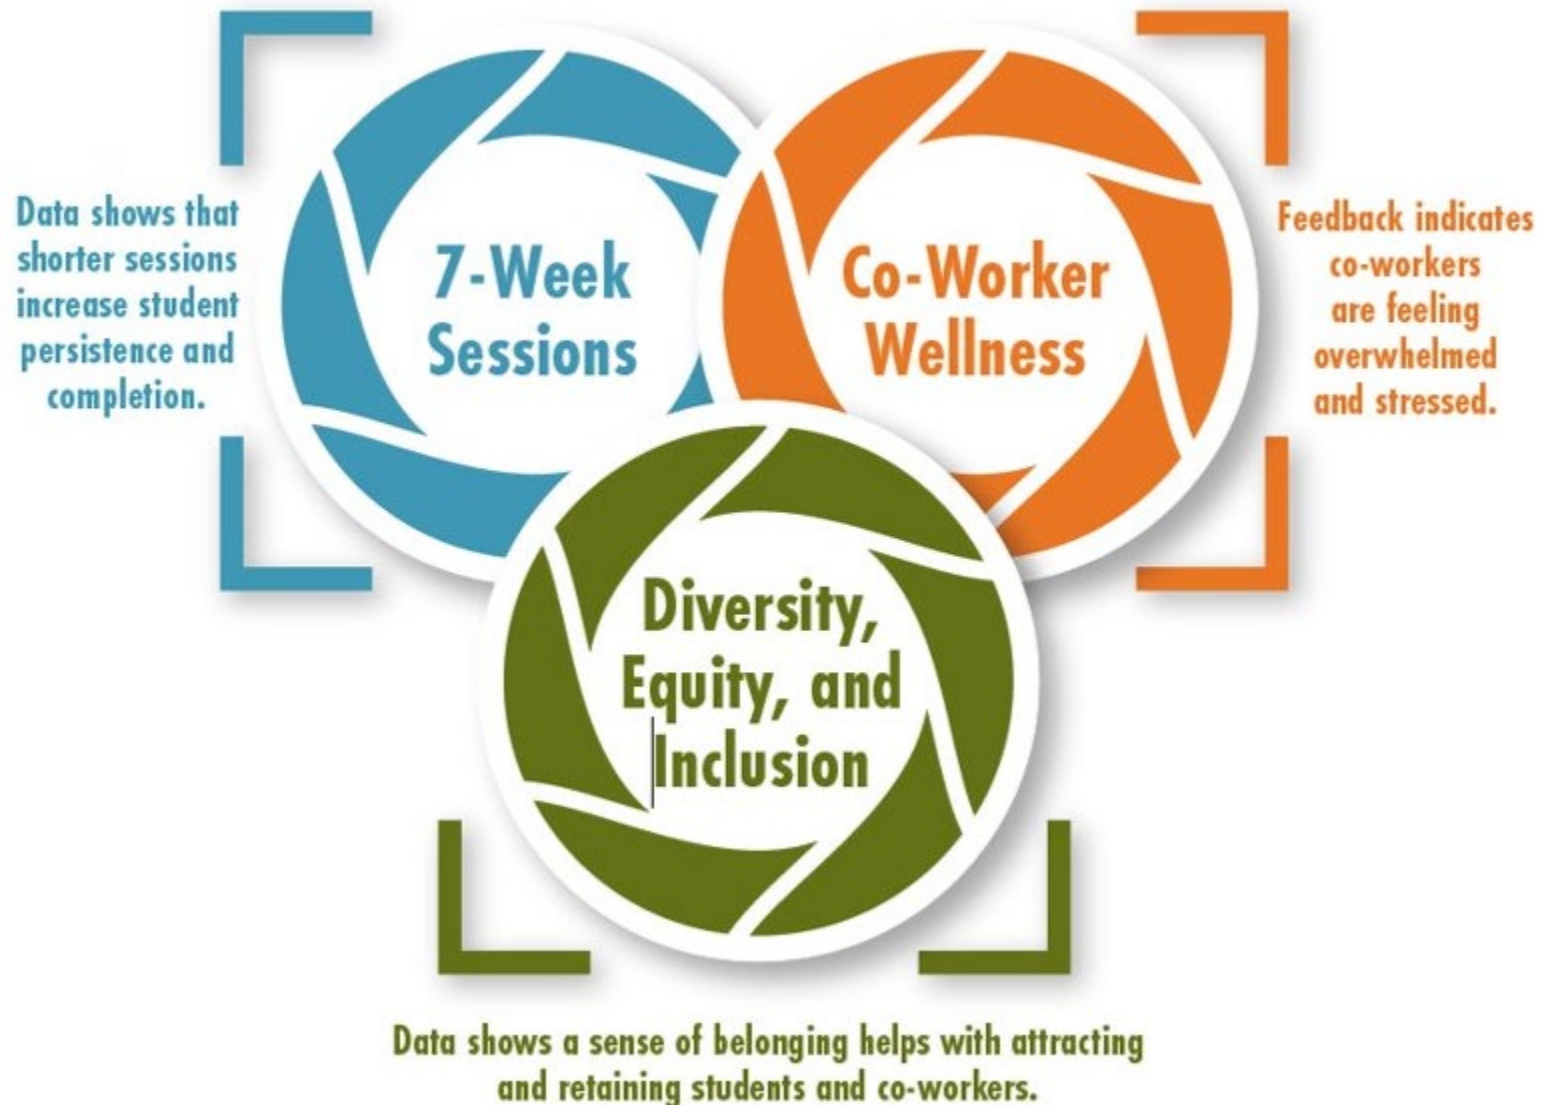 Data shows that
shorter sessions
increase student
persistence and
completion.
7-Week
Sessions
Co-Worker
Wellness
Feedback indicates
co-workers
are feeling
overwhelmed
and stressed.
Diversity,
Equity, and
Inclusion
Data shows a sense of belonging helps with attracting
and retaining students and co-workers.